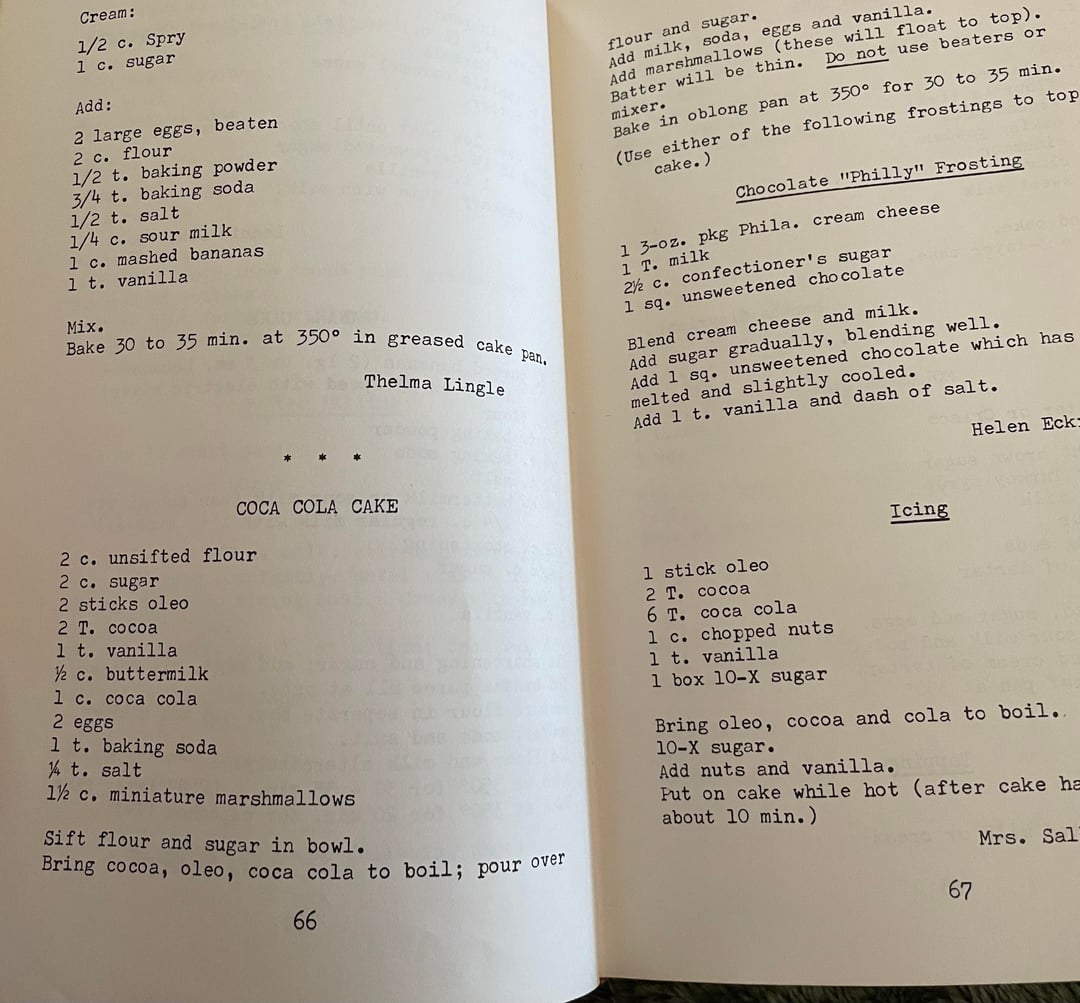 Cream:
1/2 c. Spry
1 c. sugar
Add:
2 large eggs, beaten
2 c. flour
1/2 t. baking powder
3/4 t. baking soda
1/2 t. salt
1/4 c. sour milk
1 c. mashed bananas
1 t. vanilla
Mix.
Bake 30 to 35 min. at 350° in greased cake pan.
Thelma Lingle
* * *
COCA COLA CAKE
2 c. unsifted flour
2 c. sugar
2 sticks oleo
2 T. cocoa
1 t. vanilla
½ c. buttermilk
1 c. coca cola
2 eggs
1 t. baking soda
¼ t. salt
1½ c. miniature marshmallows
Sift flour and sugar in bowl.
Bring cocoa, oleo, coca cola to boil; pour over
66
flour and sugar.
Add milk, soda, eggs and vanilla.
Add marshmallows (these will float to top).
Batter will be thin. Do not use beaters or
mixer.
Bake in oblong pan at 350° for 30 to 35 min.
(Use either of the following frostings to top
cake.)
Chocolate "Philly" Frosting
1 3-oz. pkg Phila. cream cheese
1 T. milk
2½ c. confectioner's sugar
1 sq. unsweetened chocolate
Blend cream cheese and milk.
Add sugar gradually, blending well.
Add 1 sq. unsweetened chocolate which has
melted and slightly cooled.
Add 1 t. vanilla and dash of salt.
Helen
Icing
1 stick oleo
2 T. cocoa
6 T. coca cola
1 c. chopped nuts
1 t. vanilla
1 box 10-X sugar
Bring oleo, cocoa and cola to boil.
10-X sugar.
Add nuts and vanilla.
Put on cake while hot (after cake
about 10 min.)
Mrs.
67